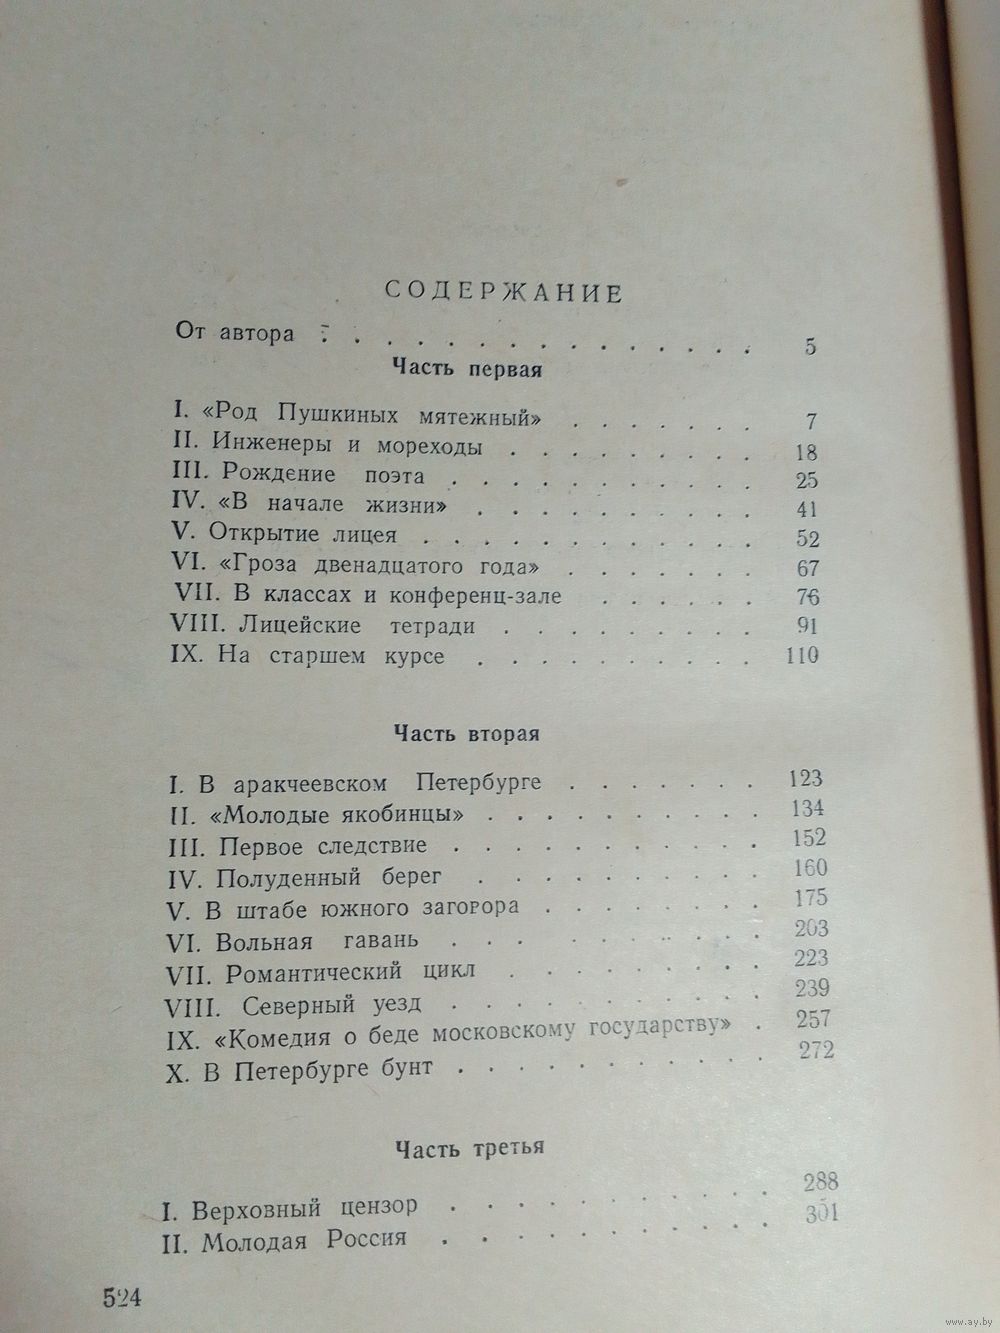 СОДЕРЖАНИЕ
От автора . . . . . . . . . . . . . . 5
Часть первая
I. «Род Пушкиных мятежный» . . . . . . 7
II. Инженеры и мореходы . . . . . . . . 18
III. Рождение поэта . . . . . . . . . . 25
IV. «В начале жизни» . . . . . . . . . 41
V. Открытие лицея . . . . . . . . . . . 52
VI. «Гроза двенадцатого года» . . . . . . 67
VII. В классах и конференц-зале . . . . . 76
VIII. Лицейские тетради . . . . . . . . 91
IX. На старшем курсе . . . . . . . . . 110
Часть вторая
I. В аракчеевском Петербурге . . . . . . 123
II. «Молодые якобинцы» . . . . . . . . . 134
III. Первое следствие . . . . . . . . . . 152
IV. Полуденный берег . . . . . . . . . 160
V. В штабе южного заговора . . . . . . . 175
VI. Вольная гавань . . . . . . . . . 203
VII. Романтический цикл . . . . . . . . 223
VIII. Северный уезд . . . . . . . . . . 239
IX. «Комедия о беде московскому государству» . 257
X. В Петербурге бунт . . . . . . . . . . 272
Часть третья
I. Верховный цензор . . . . . . . . . . 288
II. Молодая Россия . . . . . . . . . . 301
524
www.ay.by